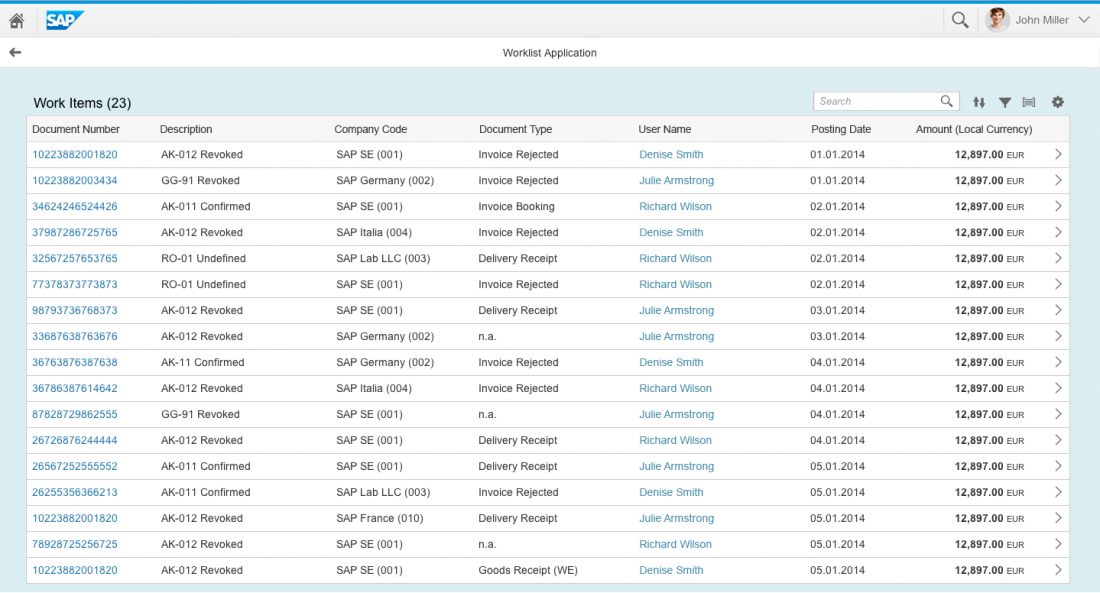 SAP John Miller
Worklist Application
Work Items (23) Search
Document Number Description Company Code Document Type User Name Posting Date Amount (Local Currency)
10223882001820 AK-012 Revoked SAP SE (001) Invoice Rejected Denise Smith 01.01.2014 12,897.00 EUR
10223882003434 GG-91 Revoked SAP Germany (002) Invoice Rejected Julie Armstrong 01.01.2014 12,897.00 EUR
34624246524426 AK-011 Confirmed SAP SE (001) Invoice Booking Richard Wilson 02.01.2014 12,897.00 EUR
37987286725765 AK-012 Revoked SAP Italia (004) Invoice Rejected Denise Smith 02.01.2014 12,897.00 EUR
32567257653765 RO-01 Undefined SAP Lab LLC (003) Delivery Receipt Richard Wilson 02.01.2014 12,897.00 EUR
77378373773873 RO-01 Undefined SAP SE (001) Invoice Rejected Richard Wilson 02.01.2014 12,897.00 EUR
98793736768373 AK-012 Revoked SAP SE (001) Delivery Receipt Julie Armstrong 03.01.2014 12,897.00 EUR
33687638763676 AK-012 Revoked SAP Germany (002) n.a. Julie Armstrong 03.01.2014 12,897.00 EUR
36763876387638 AK-11 Confirmed SAP Germany (002) Invoice Rejected Denise Smith 04.01.2014 12,897.00 EUR
36786387614642 AK-012 Revoked SAP Italia (004) Invoice Rejected Richard Wilson 04.01.2014 12,897.00 EUR
87828729862555 GG-91 Revoked SAP SE (001) n.a. Julie Armstrong 04.01.2014 12,897.00 EUR
26726876244444 AK-012 Revoked SAP SE (001) Delivery Receipt Richard Wilson 04.01.2014 12,897.00 EUR
26567252555552 AK-011 Confirmed SAP SE (001) Delivery Receipt Julie Armstrong 05.01.2014 12,897.00 EUR
26255356366213 AK-011 Confirmed SAP Lab LLC (003) Invoice Rejected Denise Smith 05.01.2014 12,897.00 EUR
10223882001820 AK-012 Revoked SAP France (010) Delivery Receipt Julie Armstrong 05.01.2014 12,897.00 EUR
78928725256725 AK-012 Revoked SAP SE (001) n.a. Richard Wilson 05.01.2014 12,897.00 EUR
10223882001820 AK-012 Revoked SAP SE (001) Goods Receipt (WE) Denise Smith 05.01.2014 12,897.00 EUR